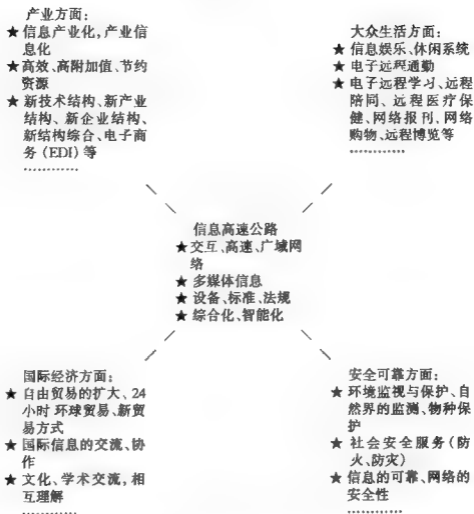 产业方面：
★信息产业化，产业信
息化
★高效、高附加值、节约
资源
★新技术结构、新产业
结构、新企业结构、
新结构综合、电子商
务（EDI）等
…………
大众生活方面：
★信息娱乐、休闲系统
★电子远程通勤
★电子远程学习、远程
陪同、远程医疗保
健、网络报刊、网络
购物、远程博览等
…………
信息高速公路
★交互、高速、广域网
络
★多媒体信息
★设备、标准、法规
★综合化、智能化
国际经济方面：
★自由贸易的扩大、24
小时环球贸易、新贸
易方式
★国际信息的交流、协
作
★文化、学术交流，相
互理解
…………
安全可靠方面：
★环境监视与保护、自
然界的监测、物种保
护
★社会安全服务（防
火、防灾）
★信息的可靠、网络的
安全性
…………